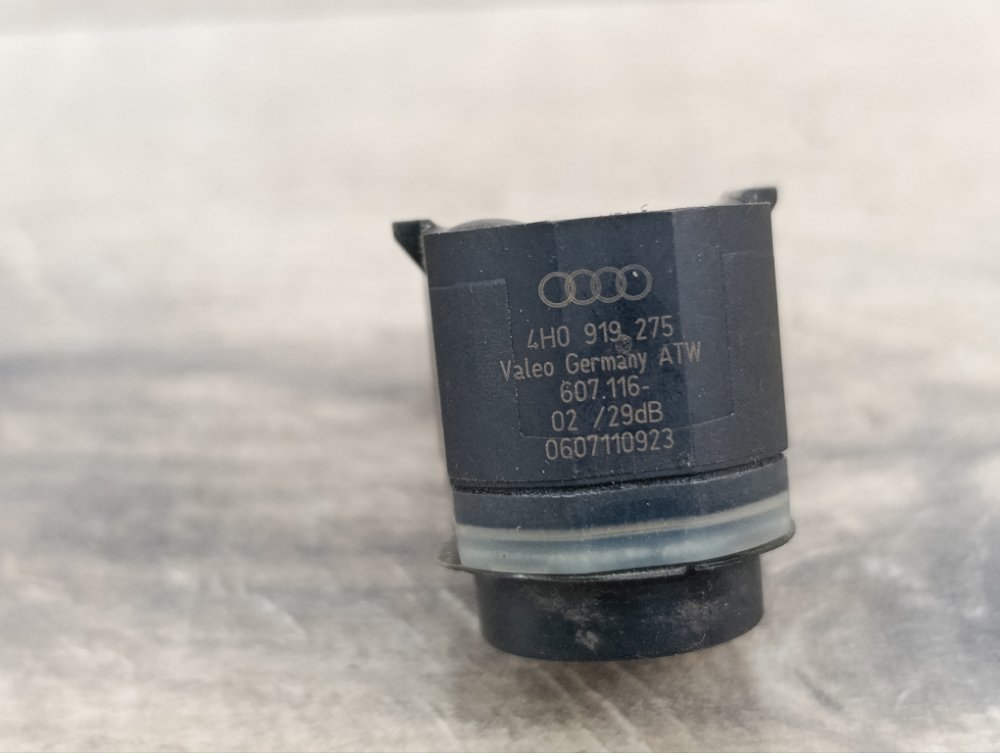 4H0 919 275
Valeo Germany ATW
607.116-
02 /29dB
0607110923